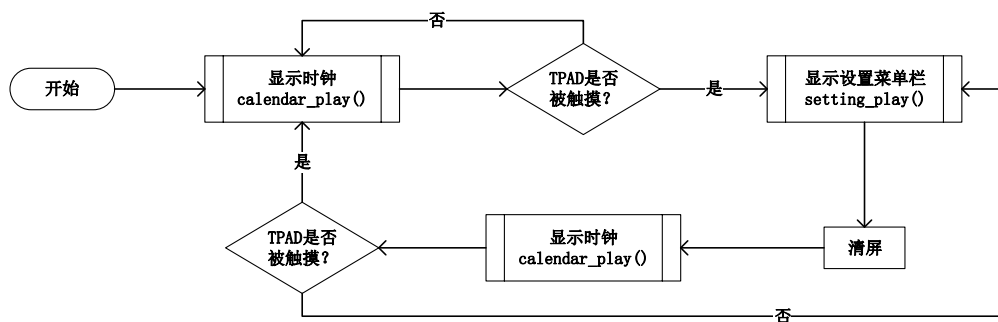 否
开始
显示时钟
calendar_play()
TPAD是否
被触摸？
是
显示设置菜单栏
setting_play()
是
TPAD是否
被触摸？
显示时钟
calendar_play()
清屏
否